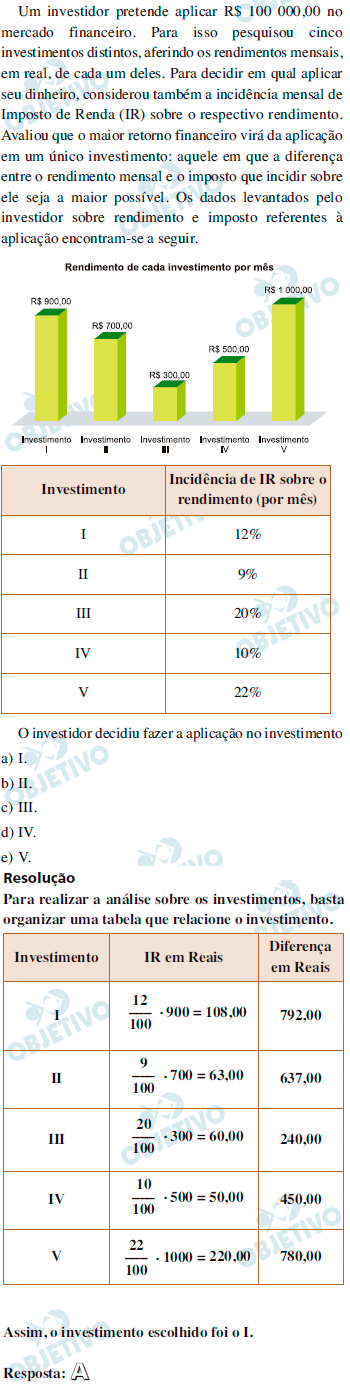 Um investidor pretende aplicar R$ 100 000,00 no
mercado financeiro. Para isso pesquisou cinco
investimentos distintos, aferindo os rendimentos mensais,
em real, de cada um deles. Para decidir em qual aplicar
seu dinheiro, considerou também a incidência mensal de
Imposto de Renda (IR) sobre o respectivo rendimento.
Avaliou que o maior retorno financeiro virá da aplicação
em um único investimento: aquele em que a diferença
entre o rendimento mensal e o imposto que incidir sobre
ele seja a maior possível. Os dados levantados pelo
investidor sobre rendimento e imposto referentes à
aplicação encontram-se a seguir.
Rendimento de cada investimento por mês
R$ 900,00
R$ 700,00
R$ 300,00
R$ 500,00
R$ 1 000,00
Investimento I
Investimento II
Investimento III
Investimento IV
Investimento V
Investimento
Incidência de IR sobre o
rendimento (por mês)
I 12%
II 9%
III 20%
IV 10%
V 22%
O investidor decidiu fazer a aplicação no investimento
a) I.
b) II.
c) III.
d) IV.
e) V.
Resolução
Para realizar a análise sobre os investimentos, basta
organizar uma tabela que relacione o investimento.
Investimento IR em Reais Diferença
em Reais
I 12/100 · 900 = 108,00 792,00
II 9/100 · 700 = 63,00 637,00
III 20/100 · 300 = 60,00 240,00
IV 10/100 · 500 = 50,00 450,00
V 22/100 · 1000 = 220,00 780,00
Assim, o investimento escolhido foi o I.
Resposta: A
OBJETIVO